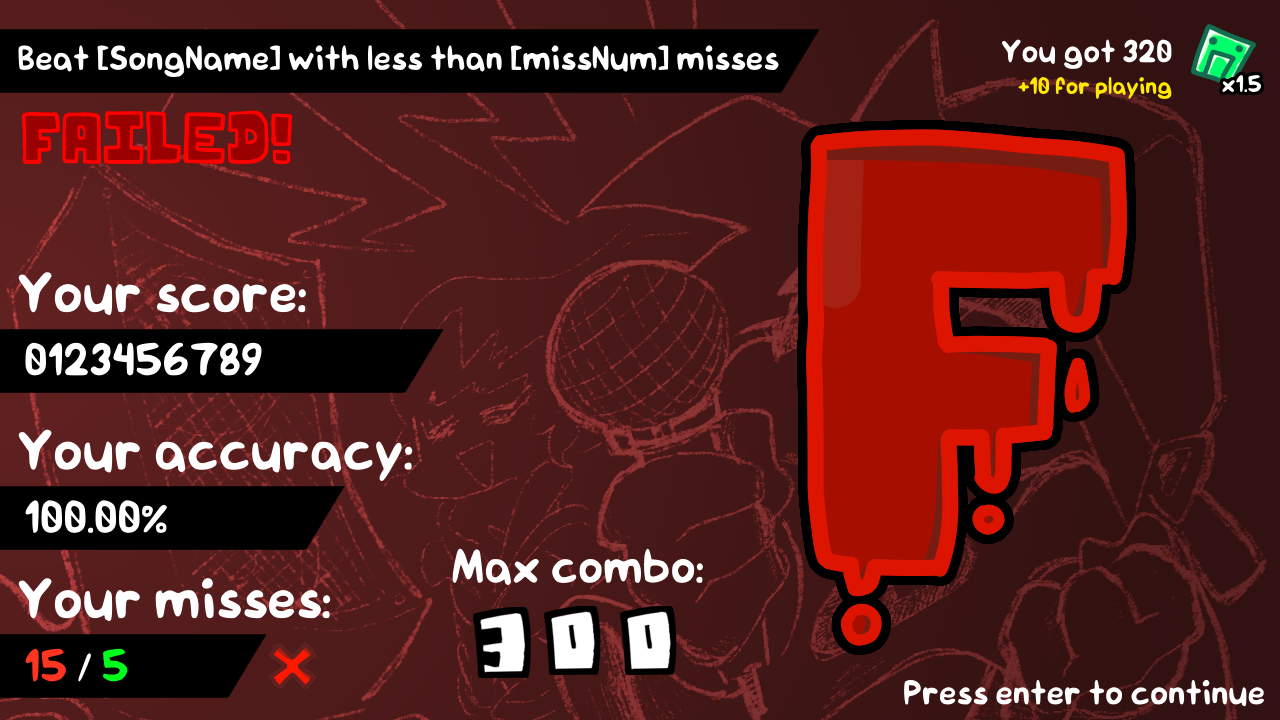 Beat [SongName] with less than [missNum] misses
You got 320
x1.5
+10 for playing
FAILED!
F
Your score:
0123456789
Your accuracy:
100.00%
Max combo:
300
Your misses:
15 / 5
Press enter to continue